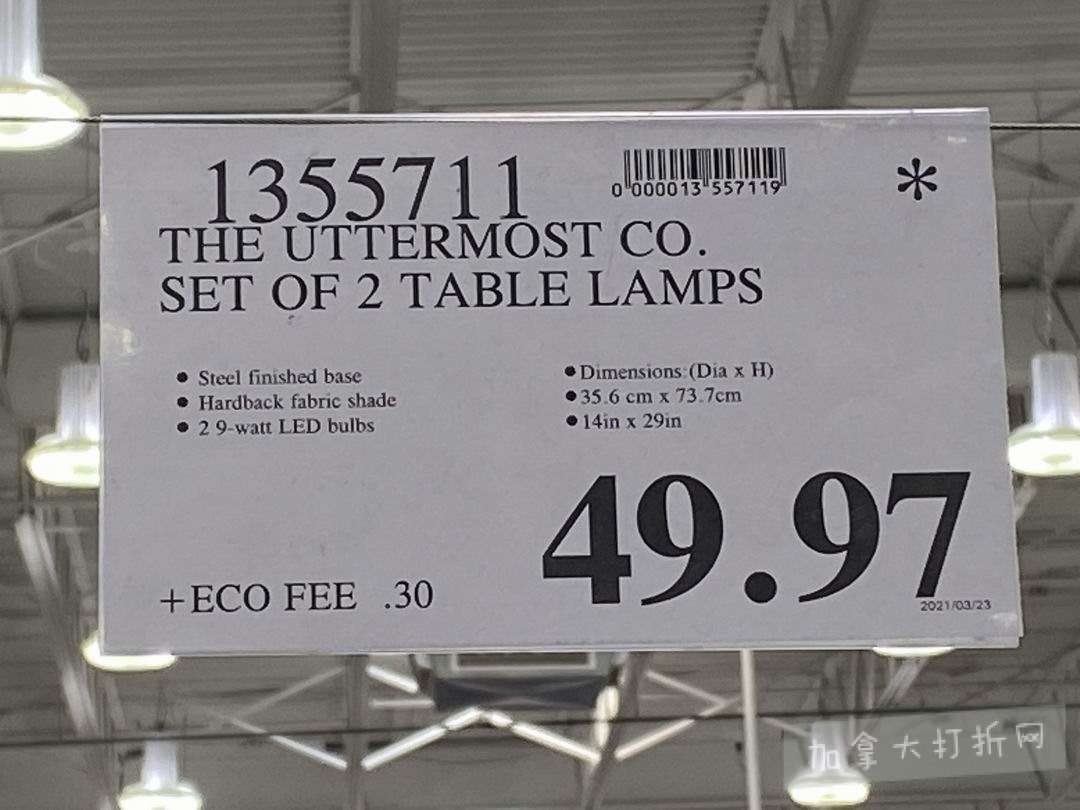 1355711
0 000013 557119
*
THE UTTERMOST CO.
SET OF 2 TABLE LAMPS
• Steel finished base
• Hardback fabric shade
• 2 9-watt LED bulbs
• Dimensions:(Dia x H)
• 35.6 cm x 73.7cm
• 14in x 29in
49.97
+ECO FEE .30
2021/03/23
加拿大打折网